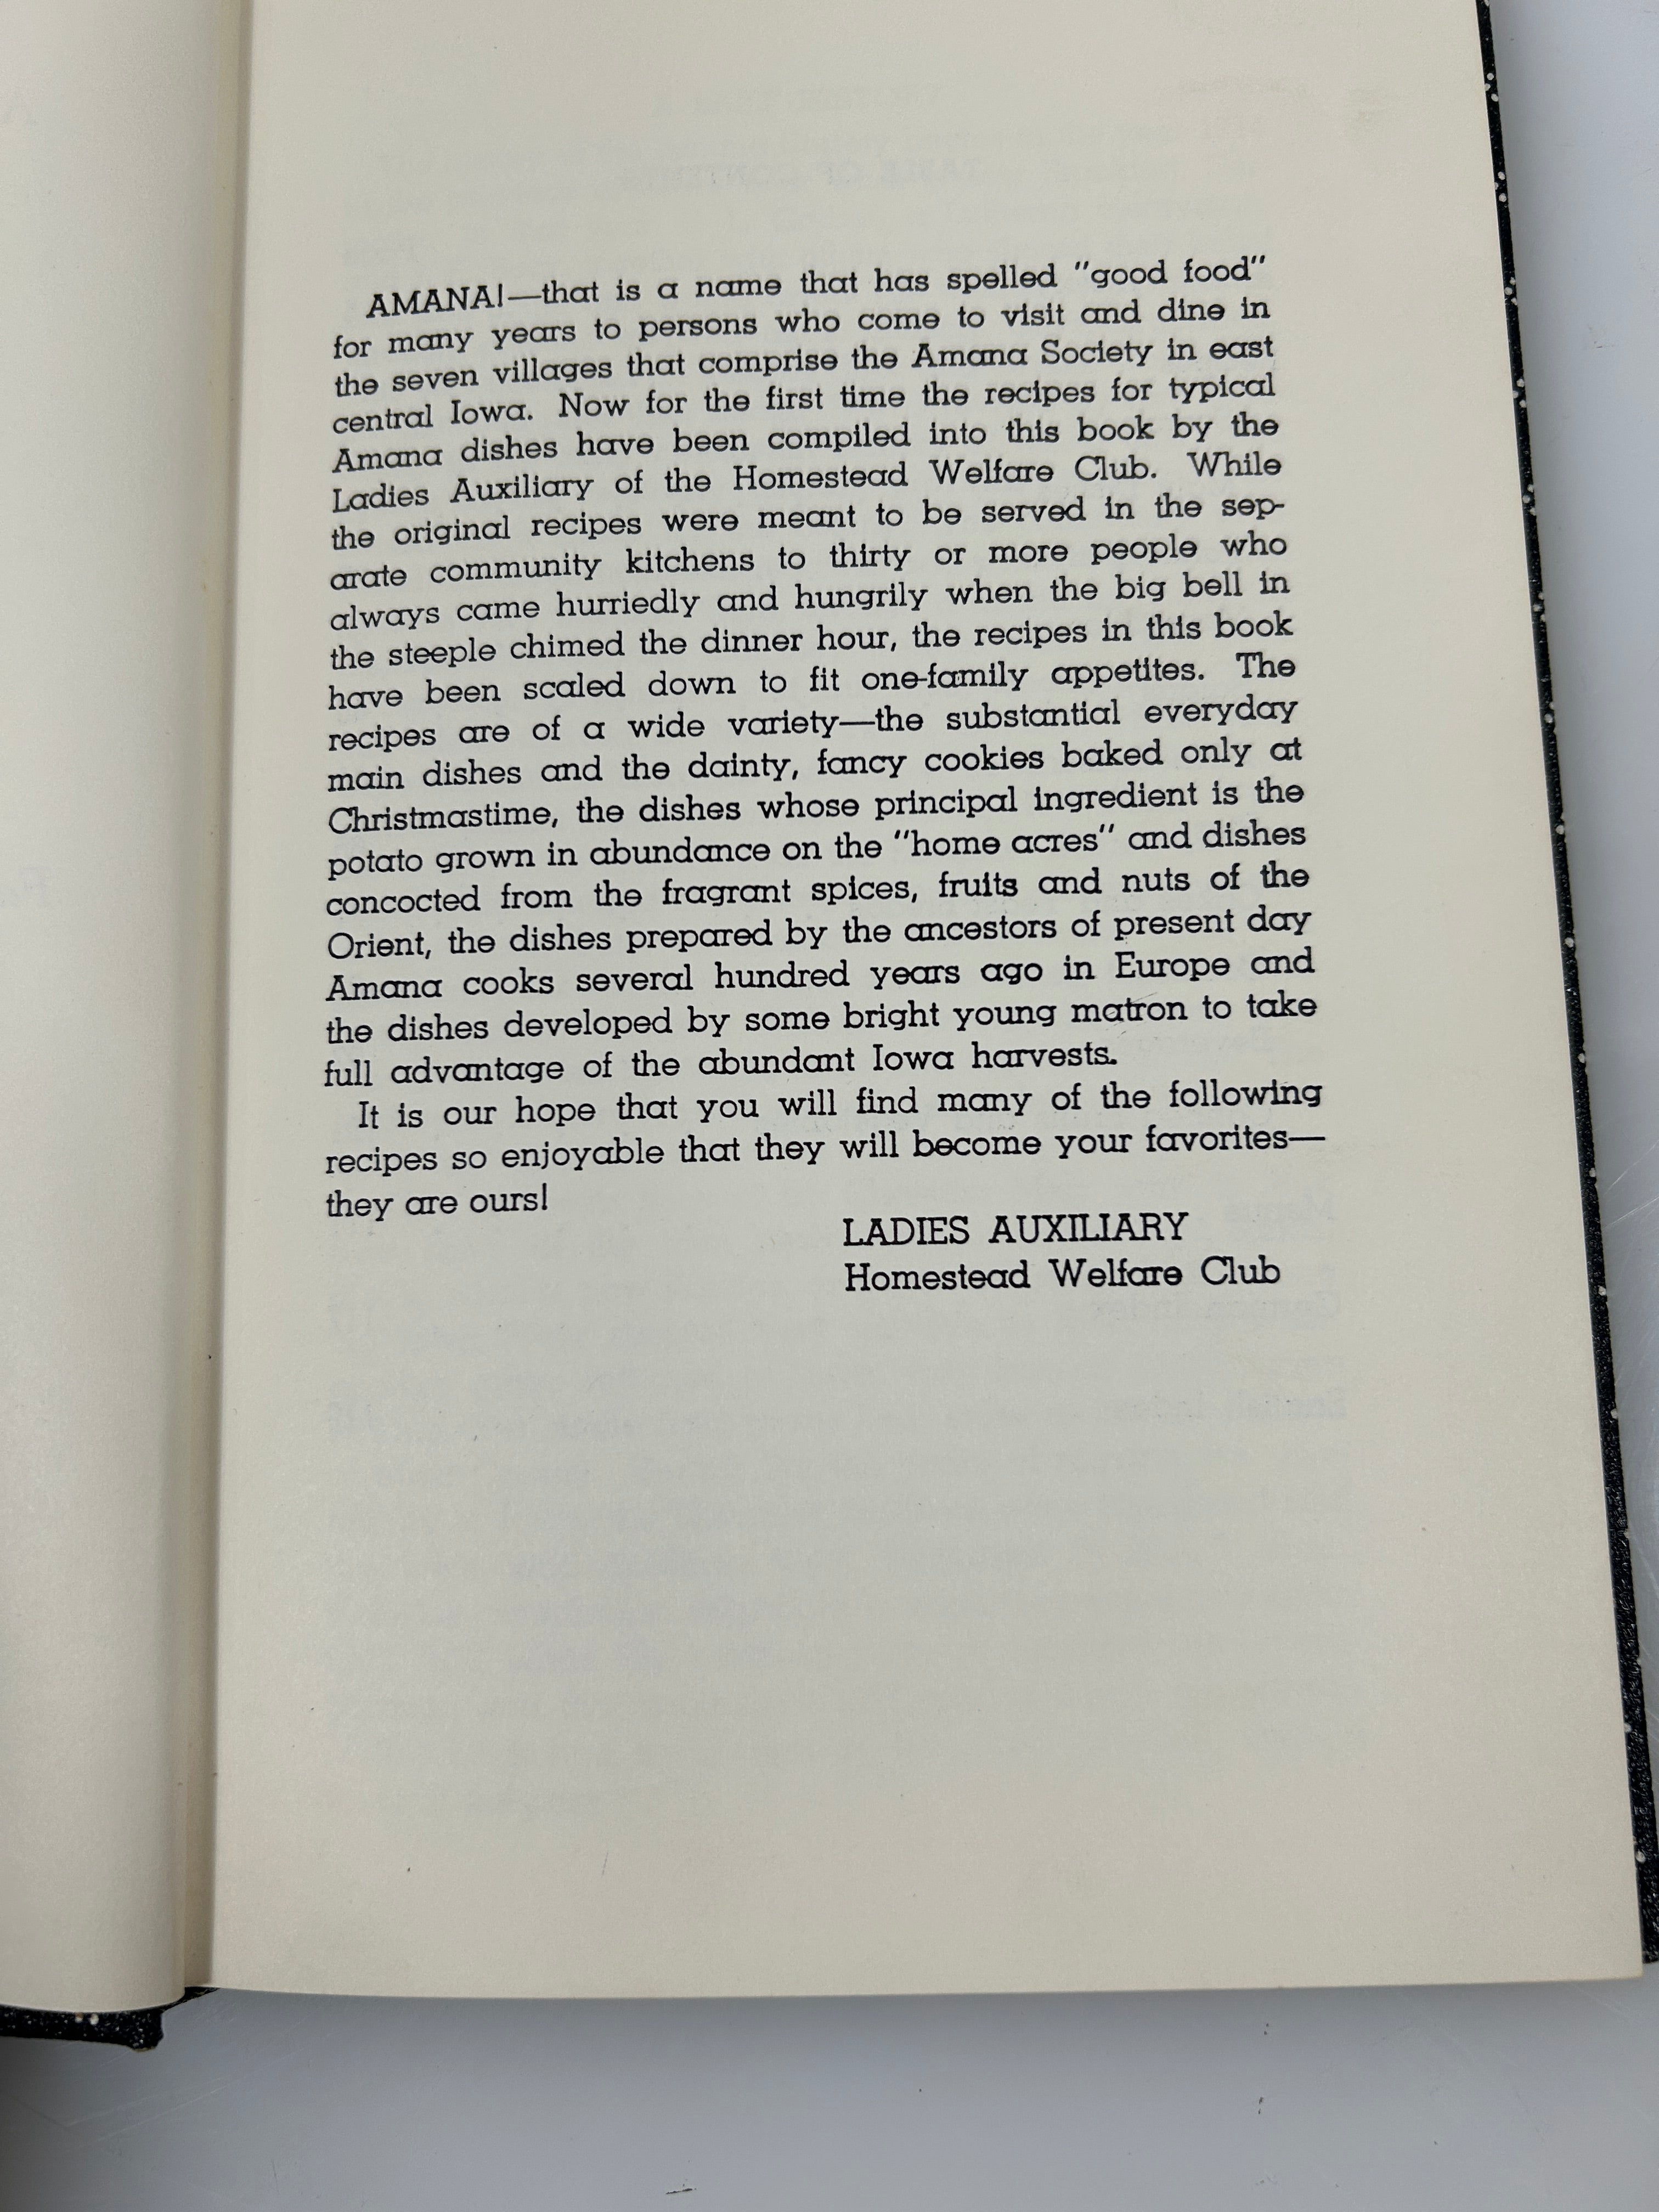 AMANA!—that is a name that has spelled "good food"
for many years to persons who come to visit and dine in
the seven villages that comprise the Amana Society in east
central Iowa. Now for the first time the recipes for typical
Amana dishes have been compiled into this book by the
Ladies Auxiliary of the Homestead Welfare Club. While
the original recipes were meant to be served in the sep-
arate community kitchens to thirty or more people who
always came hurriedly and hungrily when the big bell in
the steeple chimed the dinner hour, the recipes in this book
have been scaled down to fit one-family appetites. The
recipes are of a wide variety—the substantial everyday
main dishes and the dainty, fancy cookies baked only at
Christmastime, the dishes whose principal ingredient is the
potato grown in abundance on the "home acres" and dishes
concocted from the fragrant spices, fruits and nuts of the
Orient, the dishes prepared by the ancestors of present day
Amana cooks several hundred years ago in Europe and
the dishes developed by some bright young matron to take
full advantage of the abundant Iowa harvests.
It is our hope that you will find many of the following
recipes so enjoyable that they will become your favorites—
they are ours!
LADIES AUXILIARY
Homestead Welfare Club